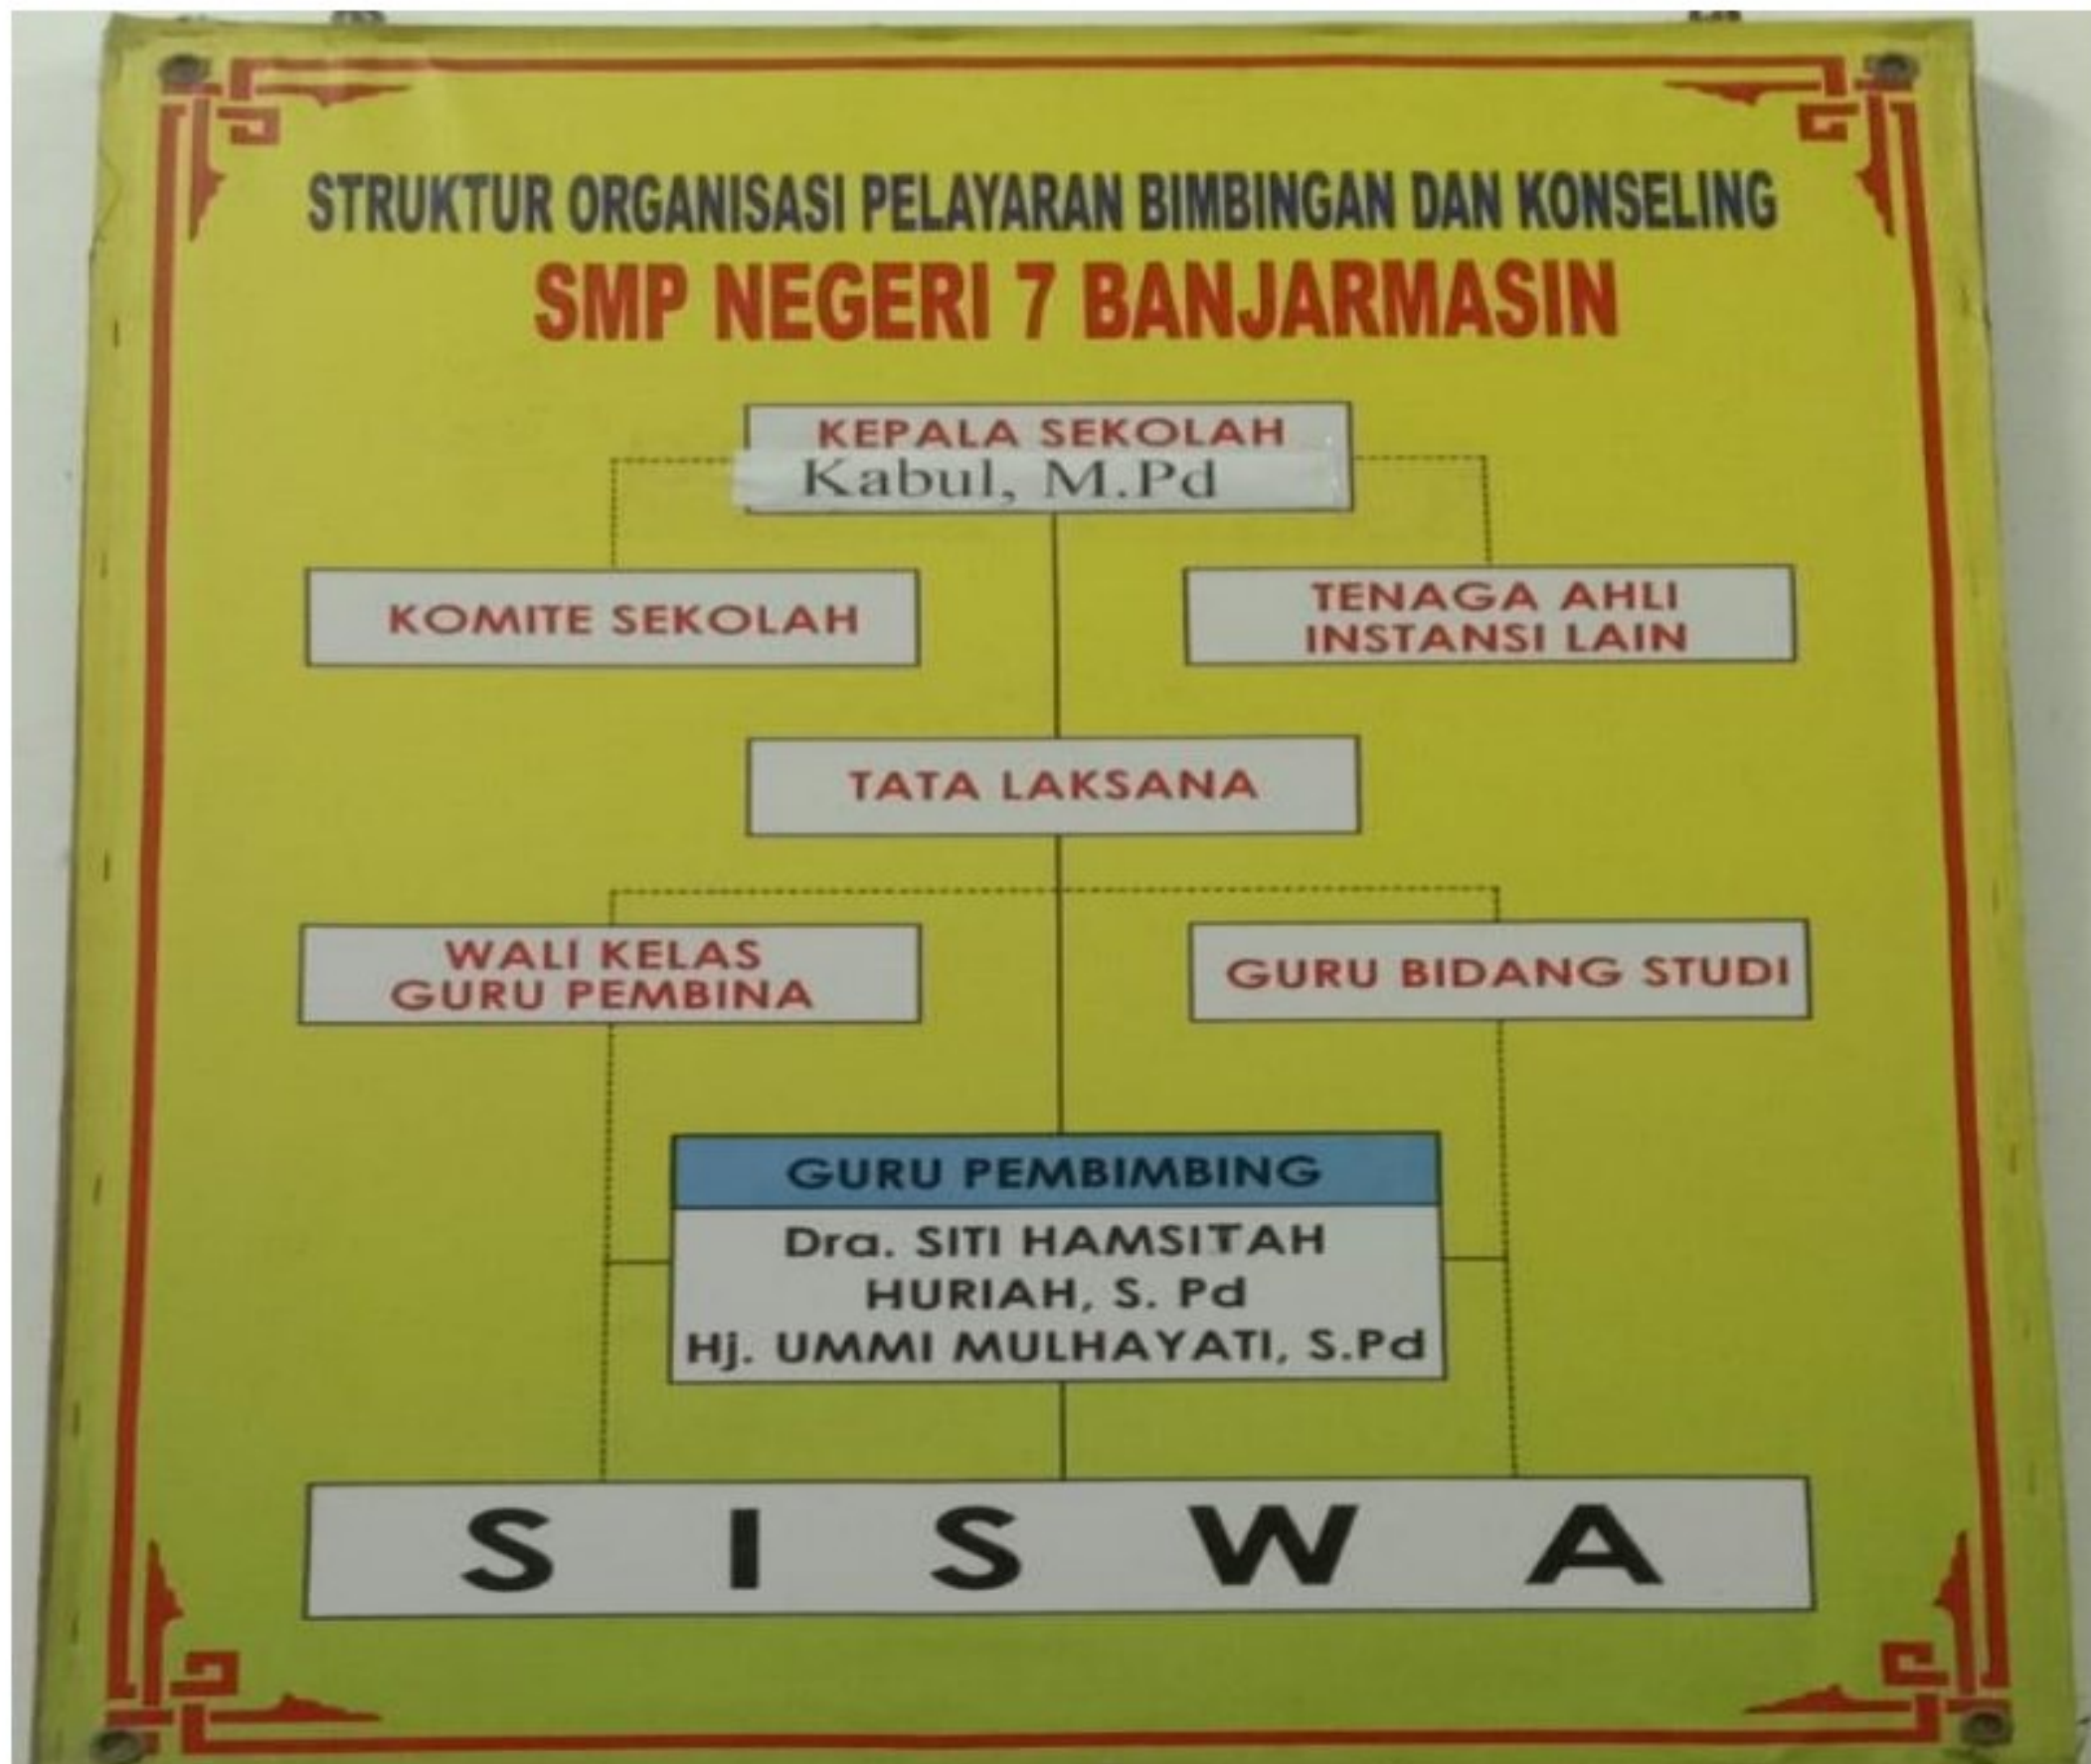 STRUKTUR ORGANISASI PELAYARAN BIMBINGAN DAN KONSELING
SMP NEGERI 7 BANJARMASIN
KEPALA SEKOLAH
Kabul, M.Pd
KOMITE SEKOLAH
TENAGA AHLI
INSTANSI LAIN
TATA LAKSANA
WALI KELAS
GURU PEMBINA
GURU BIDANG STUDI
GURU PEMBIMBING
Dra. SITI HAMSITAH
HURIAH, S. Pd
Hj. UMMI MULHAYATI, S.Pd
S I S W A